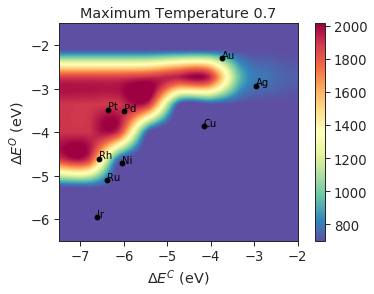 Maximum Temperature 0.7
−2
−3
−4
−5
−6
ΔE^O (eV)
Au
Ag
Pt
Pd
Cu
Rh
Ni
Ru
Ir
−7
−6
−5
−4
−3
−2
ΔE^C (eV)
2000
1800
1600
1400
1200
1000
800